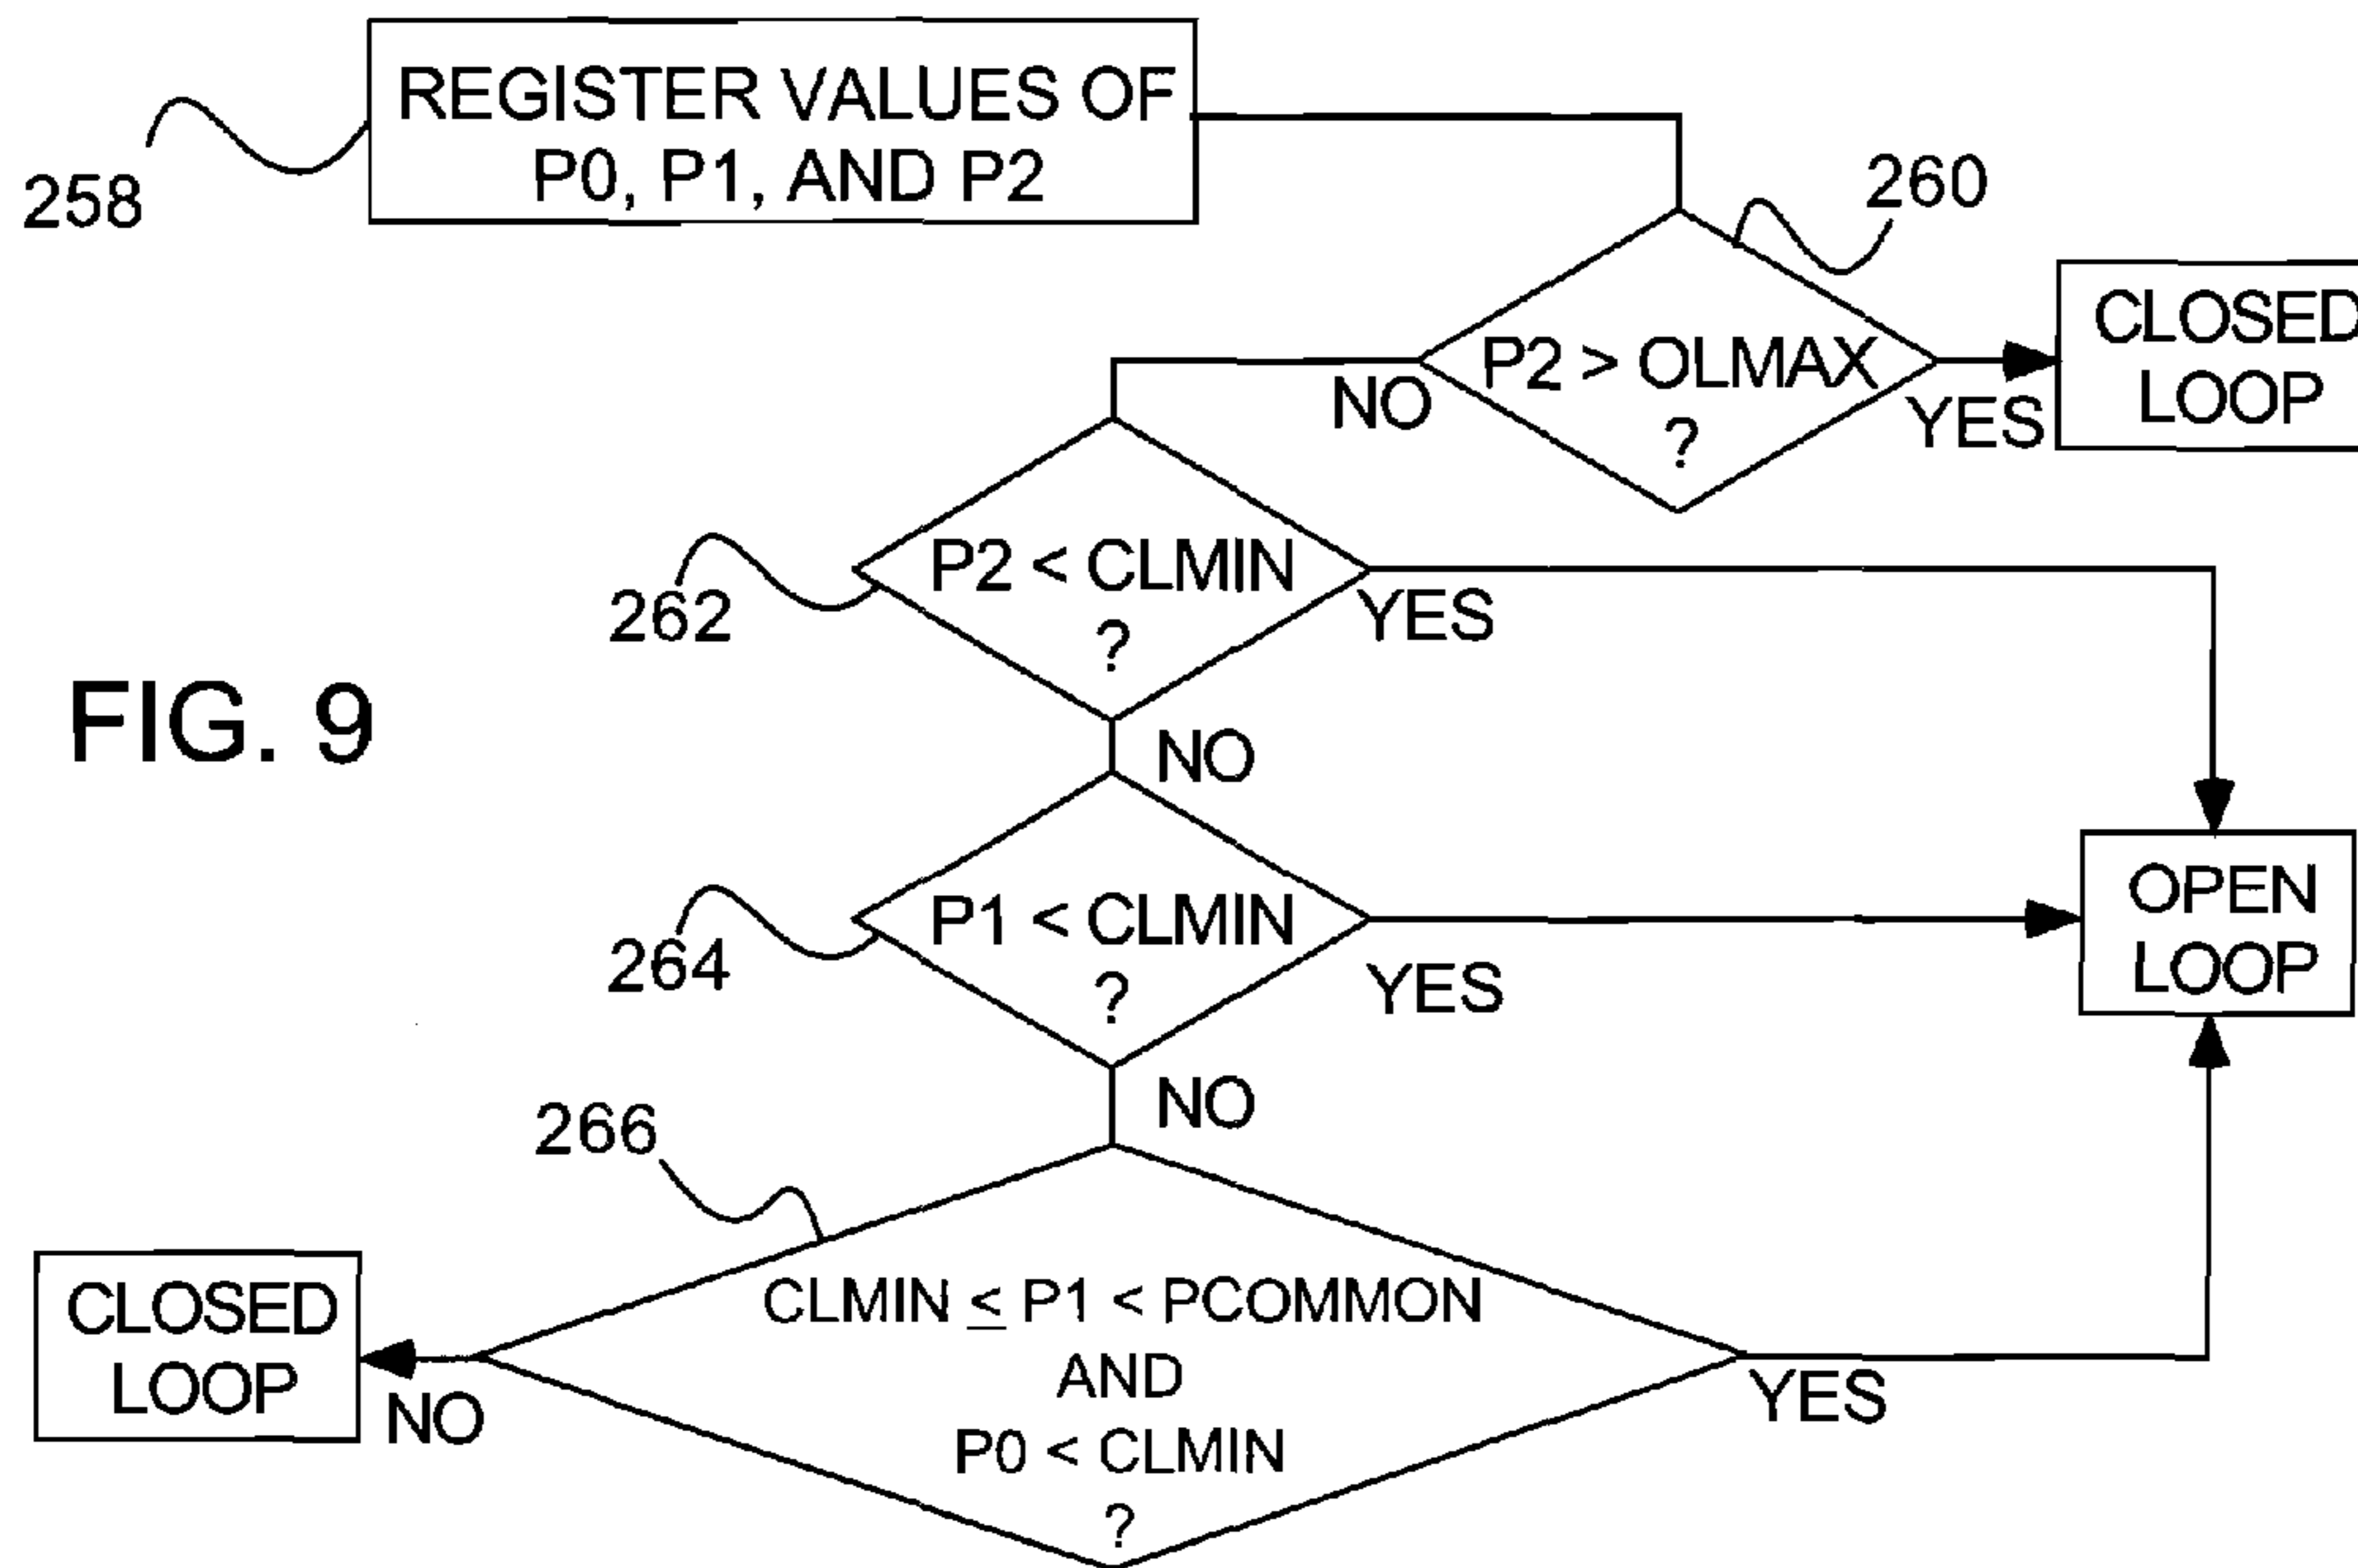 REGISTER VALUES OF
P0, P1, AND P2
258
260
P2 > OLMAX
?
NO
YES
CLOSED
LOOP
P2 < CLMIN
?
262
YES
NO
FIG. 9
P1 < CLMIN
?
264
YES
NO
OPEN
LOOP
266
CLMIN ≤ P1 < PCOMMON
AND
P0 < CLMIN
?
YES
NO
CLOSED
LOOP